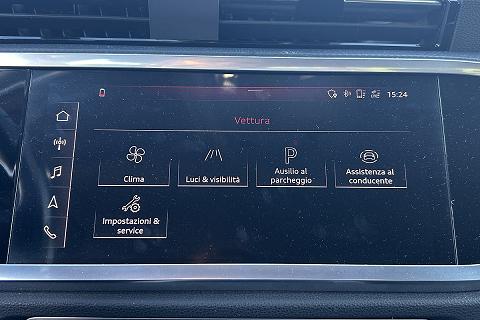 15:24
Vettura
Clima
Luci & visibilità
Ausilio al
parcheggio
Assistenza al
conducente
Impostazioni &
service